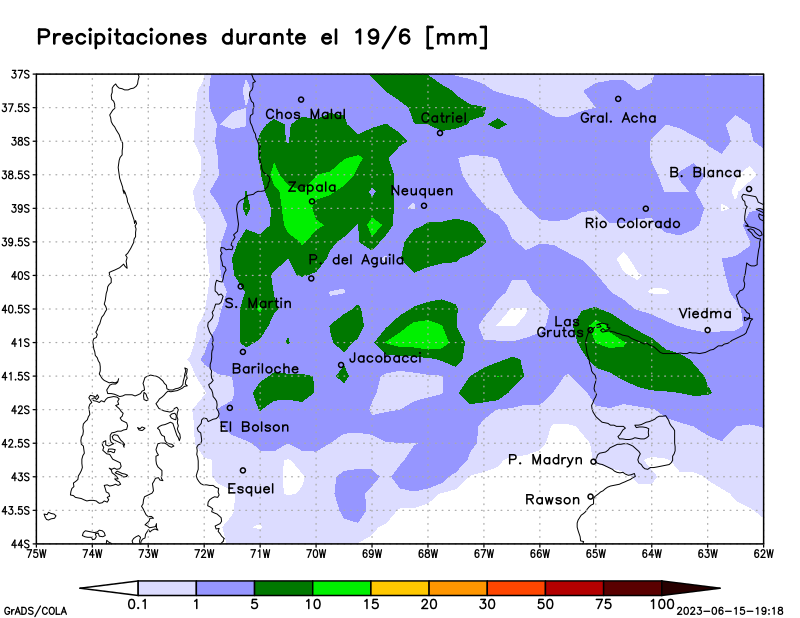 Precipitaciones durante el 19/6 [mm]
37S
37.5S
Chos Malal
Catriel
Gral. Acha
38S
38.5S
Zapala
Neuquen
B. Blanca
39S
Rio Colorado
39.5S
P. del Aguila
40S
S. Martin
40.5S
Las
Grutas
Viedma
41S
Bariloche
Jacobacci
41.5S
42S
El Bolson
42.5S
P. Madryn
43S
Esquel
Rawson
43.5S
44S
75W 74W 73W 72W 71W 70W 69W 68W 67W 66W 65W 64W 63W 62W
0.1 1 5 10 15 20 30 50 75 100
GrADS/COLA
2023-06-15-19:18